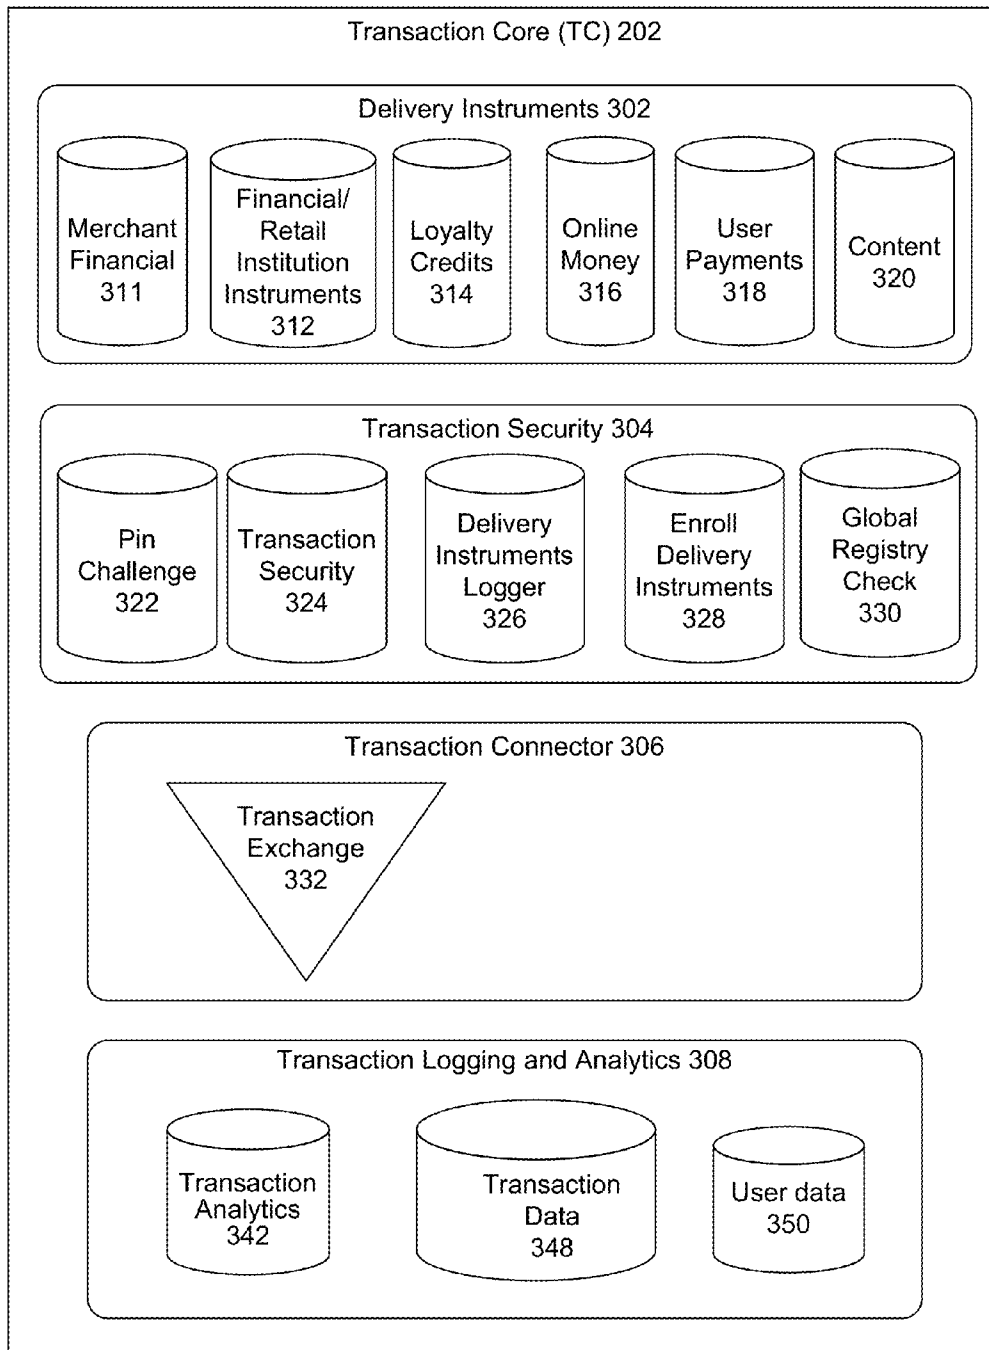 Transaction Core (TC) 202
Delivery Instruments 302
Merchant
Financial
311
Financial/
Retail
Institution
Instruments
312
Loyalty
Credits
314
Online
Money
316
User
Payments
318
Content
320
Transaction Security 304
Pin
Challenge
322
Transaction
Security
324
Delivery
Instruments
Logger
326
Enroll
Delivery
Instruments
328
Global
Registry
Check
330
Transaction Connector 306
Transaction
Exchange
332
Transaction Logging and Analytics 308
Transaction
Analytics
342
Transaction
Data
348
User data
350